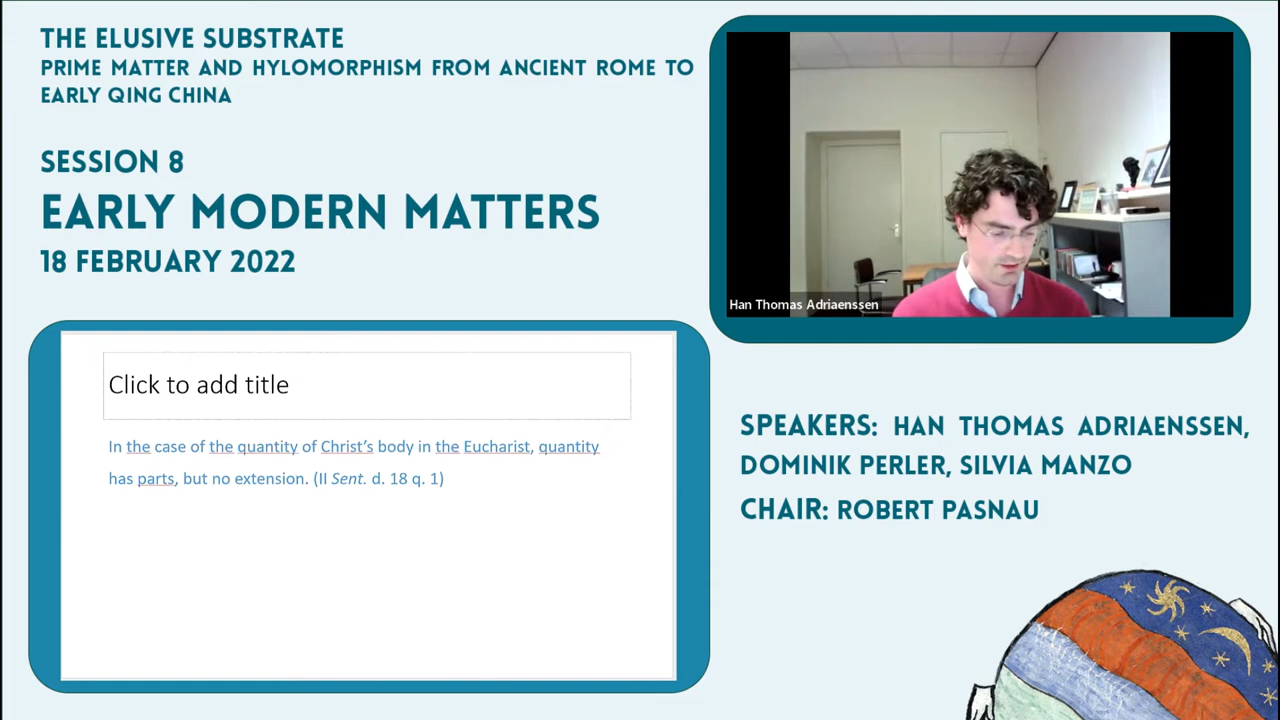 THE ELUSIVE SUBSTRATE
PRIME MATTER AND HYLOMORPHISM FROM ANCIENT ROME TO
EARLY QING CHINA
SESSION 8
EARLY MODERN MATTERS
18 FEBRUARY 2022
Han Thomas Adriaenssen
Click to add title
In the case of the quantity of Christ's body in the Eucharist, quantity
has parts, but no extension. (II Sent. d. 18 q. 1)
SPEAKERS: HAN THOMAS ADRIAENSSEN,
DOMINIK PERLER, SILVIA MANZO
CHAIR: ROBERT PASNAU